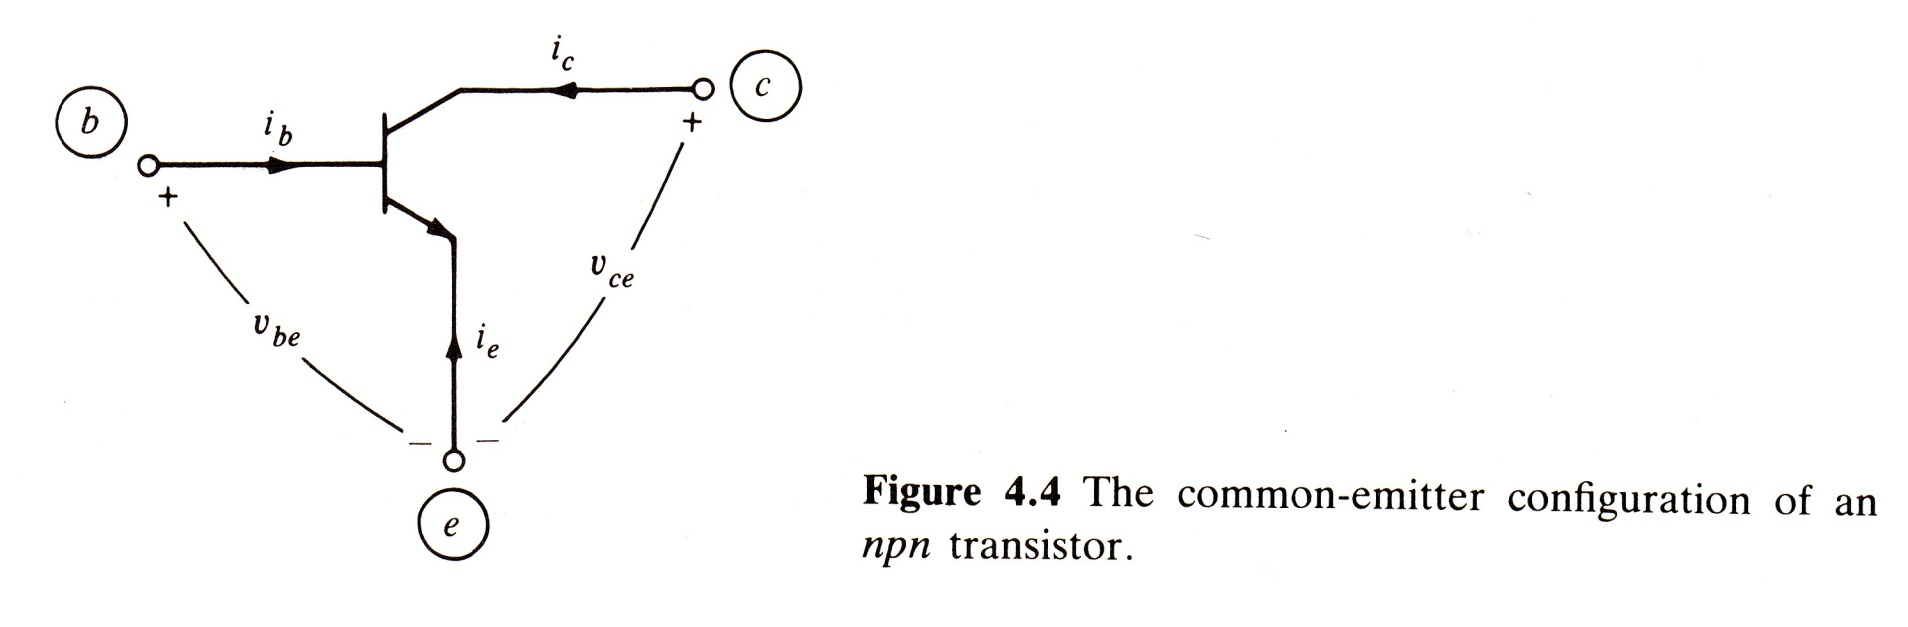 i_c
c
b
i_b
+
+
v_ce
v_be
i_e
− −
e
Figure 4.4 The common-emitter configuration of an
npn transistor.